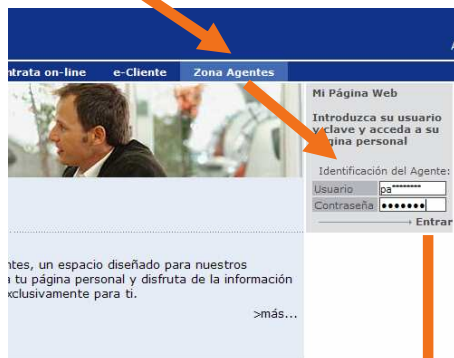 ntrata on-line e-Cliente Zona Agentes
Mi Página Web
Introduzca su usuario
y clave y acceda a su
página personal
Identificación del Agente:
Usuario pa********
Contraseña •••••••
Entrar
ntes, un espacio diseñado para nuestros
a tu página personal y disfruta de la información
xclusivamente para ti.
>más...